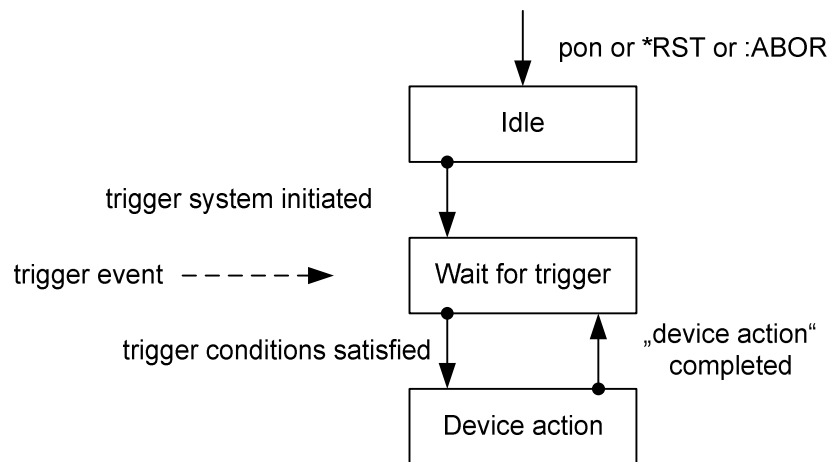 pon or *RST or :ABOR
Idle
trigger system initiated
trigger event
Wait for trigger
trigger conditions satisfied
„device action“
completed
Device action